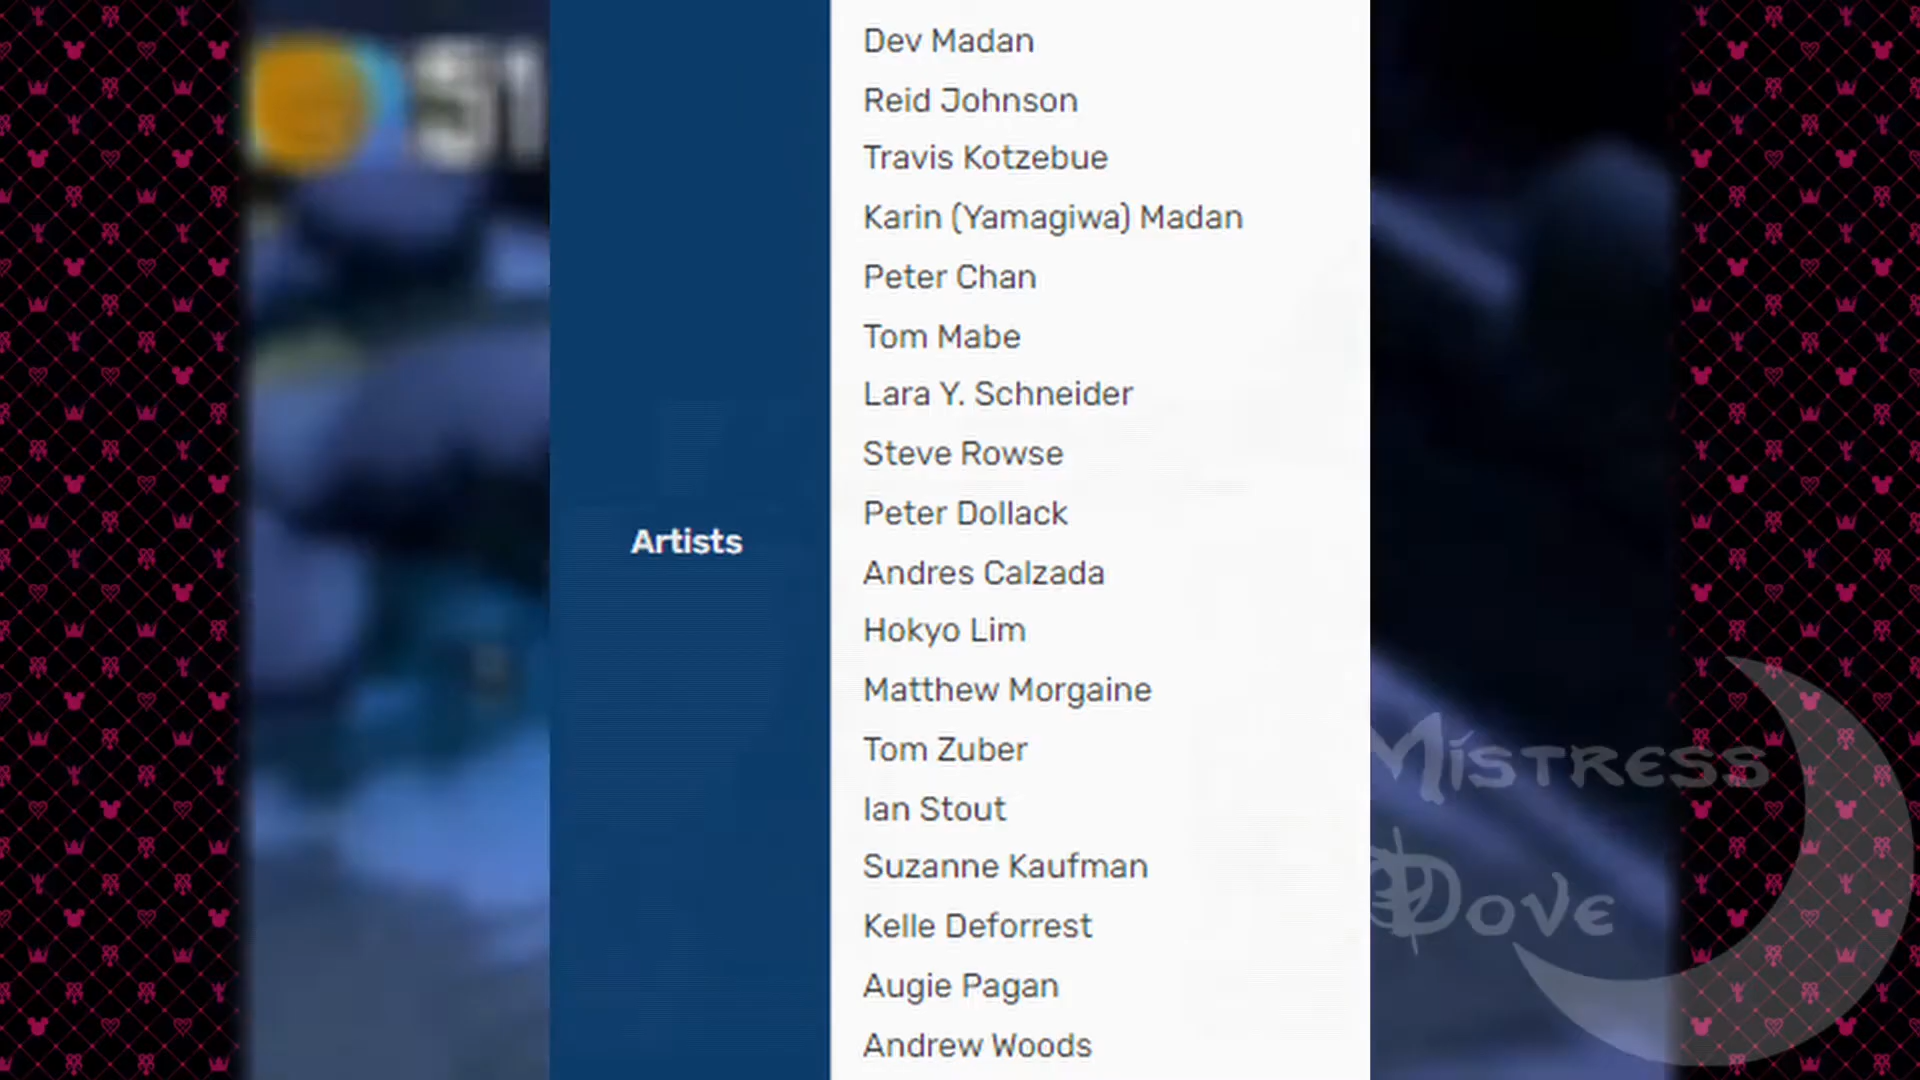 Artists
Dev Madan
Reid Johnson
Travis Kotzebue
Karin (Yamagiwa) Madan
Peter Chan
Tom Mabe
Lara Y. Schneider
Steve Rowse
Peter Dollack
Andres Calzada
Hokyo Lim
Matthew Morgaine
Tom Zuber
Ian Stout
Suzanne Kaufman
Kelle Deforrest
Augie Pagan
Andrew Woods
Mistress
Dove